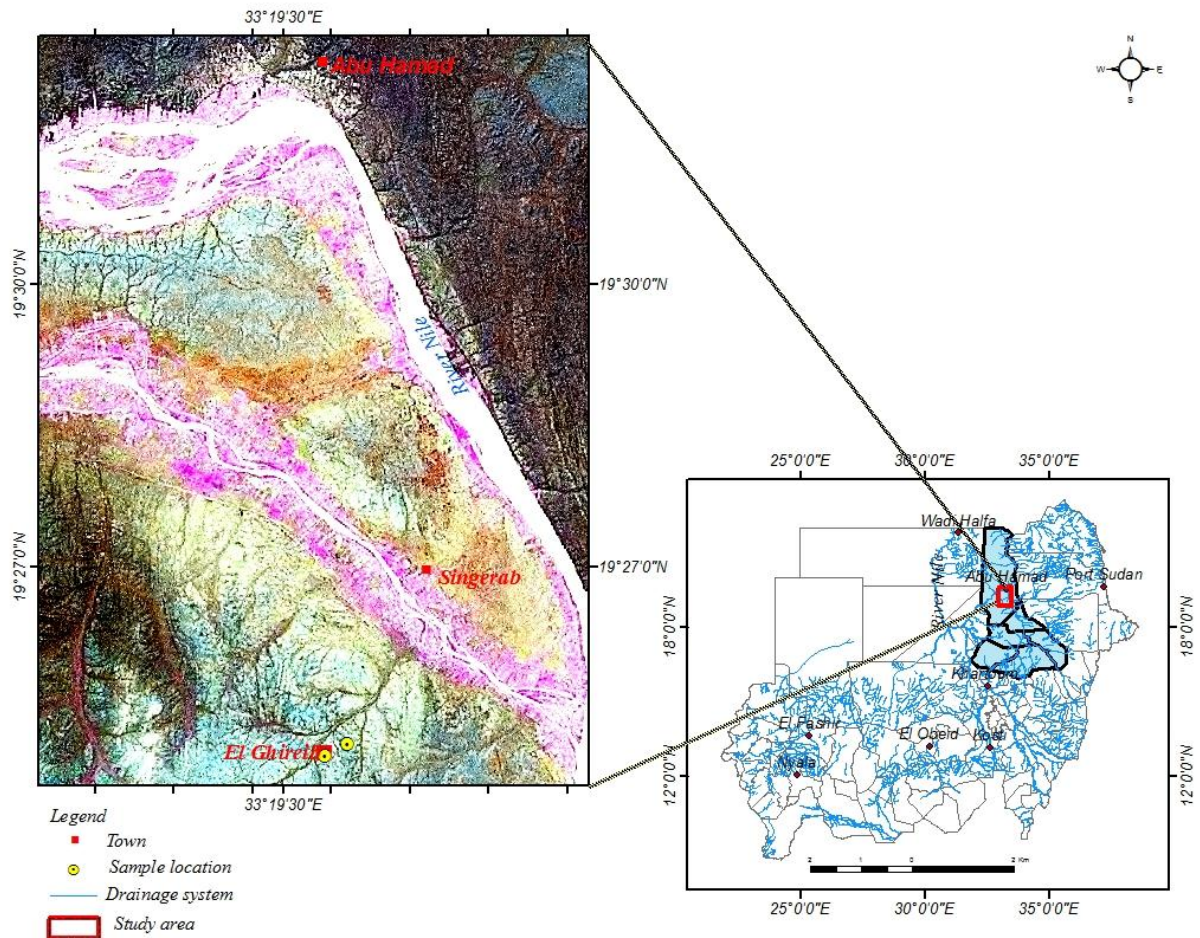 33°19'30"E
Abu Hamad
N
W
E
S
19°30'0"N
19°30'0"N
River Nile
19°27'0"N
19°27'0"N
Singerab
El Ghireib
33°19'30"E
25°0'0"E
30°0'0"E
35°0'0"E
Wadi Halfa
River Nile
Abu Hamad
Port Sudan
18°0'0"N
18°0'0"N
Khartoum
El Fashir
El Obeid
Kosti
Nyala
12°0'0"N
12°0'0"N
2 1 0 2 Km
25°0'0"E
30°0'0"E
35°0'0"E
Legend
Town
Sample location
Drainage system
Study area